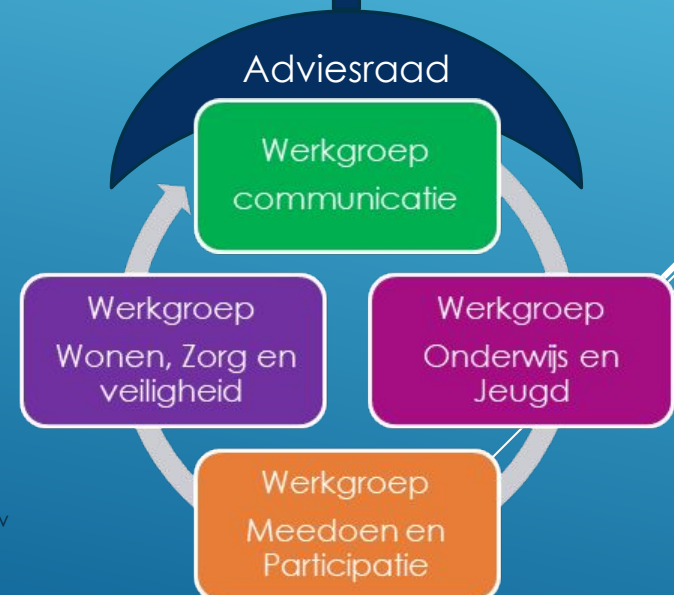 Adviesraad
Werkgroep
communicatie
Werkgroep
Wonen, Zorg en
veiligheid
Werkgroep
Onderwijs en
Jeugd
Werkgroep
Meedoen en
Participatie